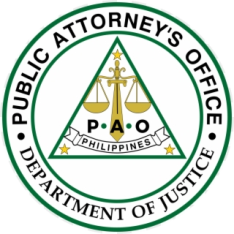 • PUBLIC ATTORNEY'S OFFICE •
P•A•O
PHILIPPINES
DEPARTMENT OF JUSTICE